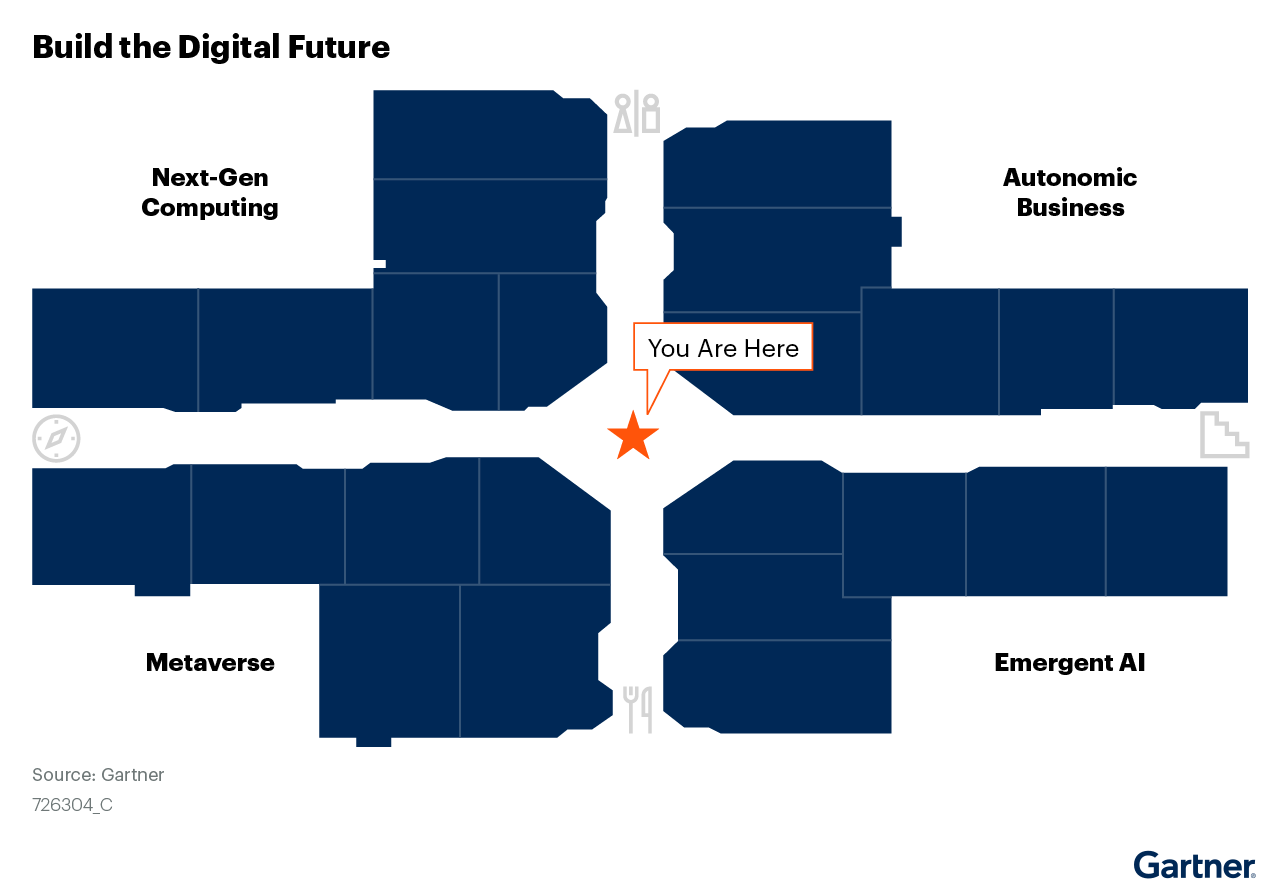 Build the Digital Future
Next-Gen
Computing
Autonomic
Business
You Are Here
Metaverse
Emergent AI
Source: Gartner
726304_C
Gartner®